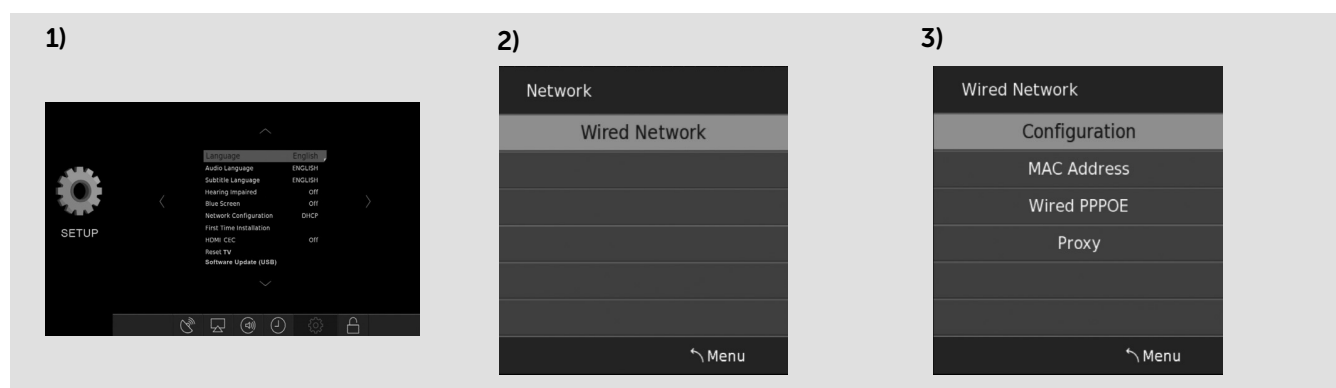 1)
SETUP
Language English
Audio Language ENGLISH
Subtitle Language ENGLISH
Hearing Impaired Off
Blue Screen Off
Network Configuration DHCP
First Time Installation
HDMI CEC Off
Reset TV
Software Update (USB)
2)
Network
Wired Network
Menu
3)
Wired Network
Configuration
MAC Address
Wired PPPOE
Proxy
Menu